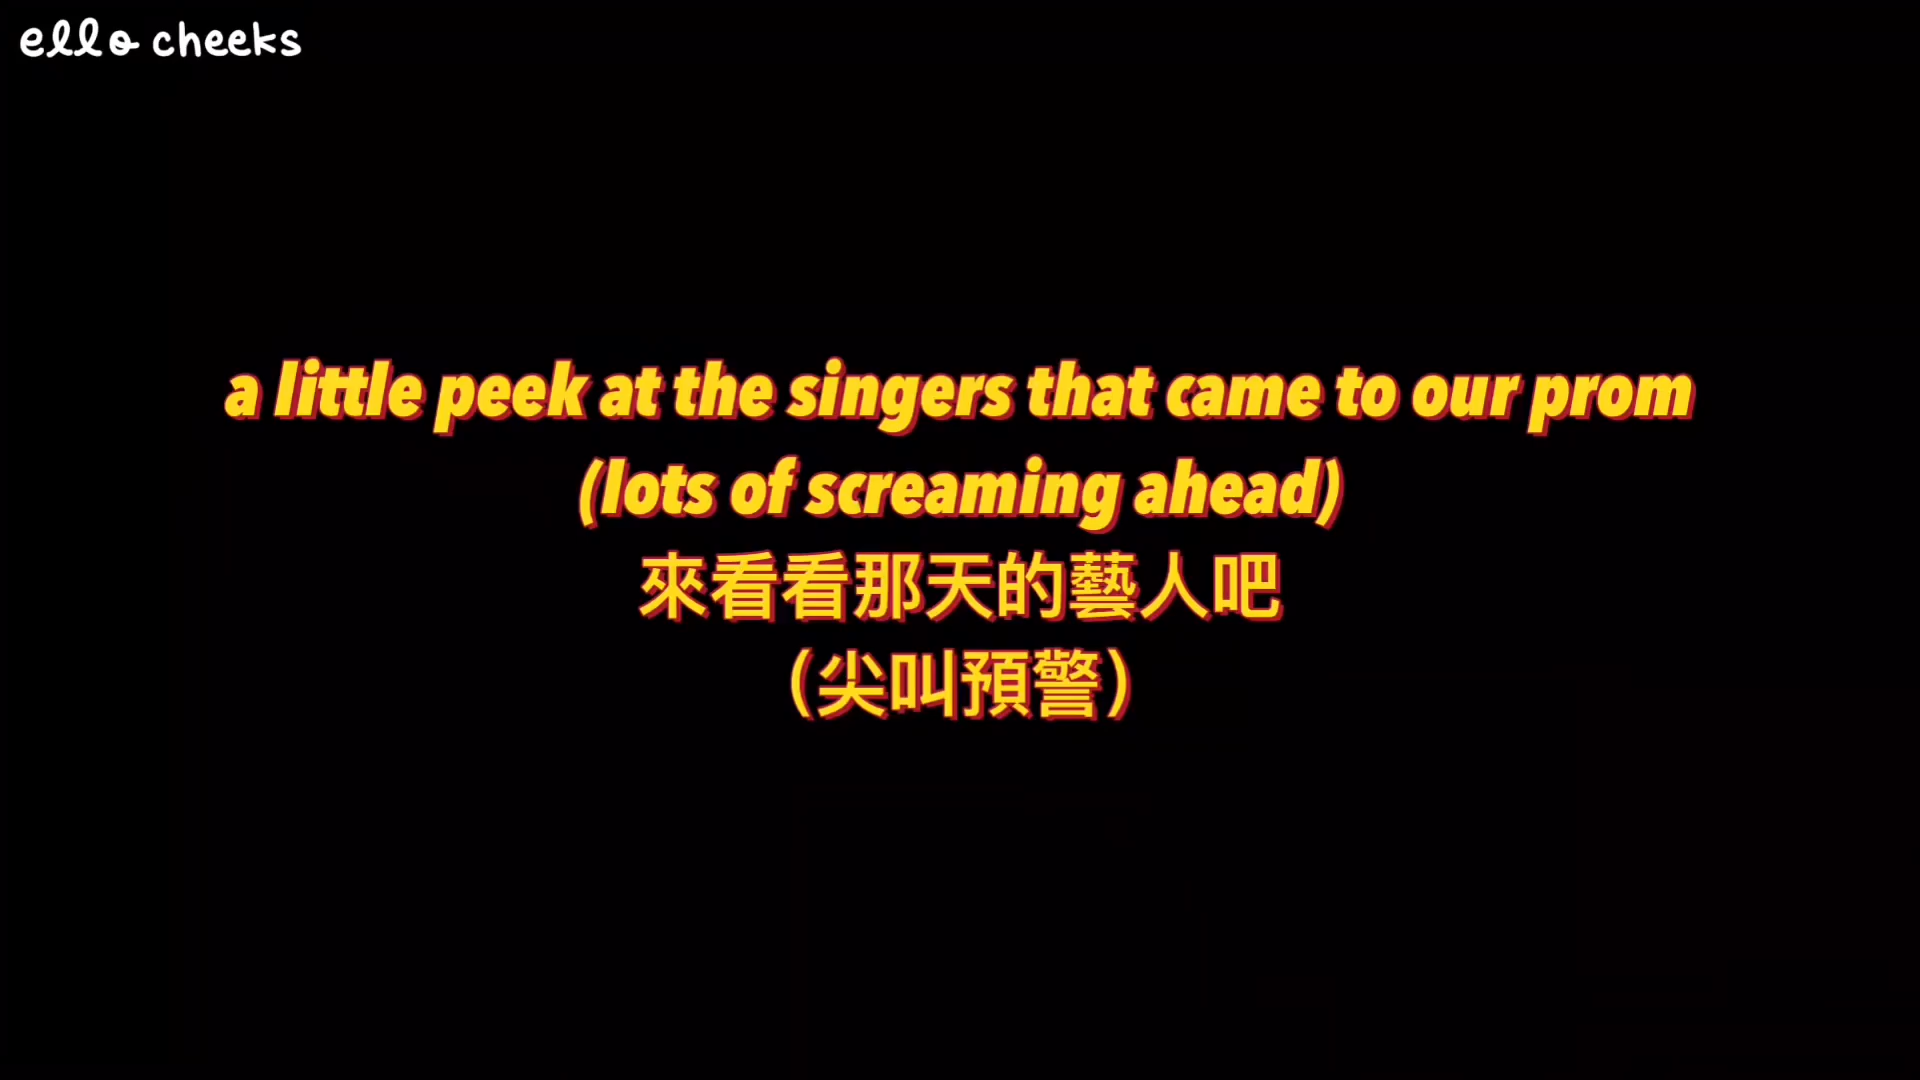 ello cheeks
a little peek at the singers that came to our prom
(lots of screaming ahead)
來看看那天的藝人吧
（尖叫預警）